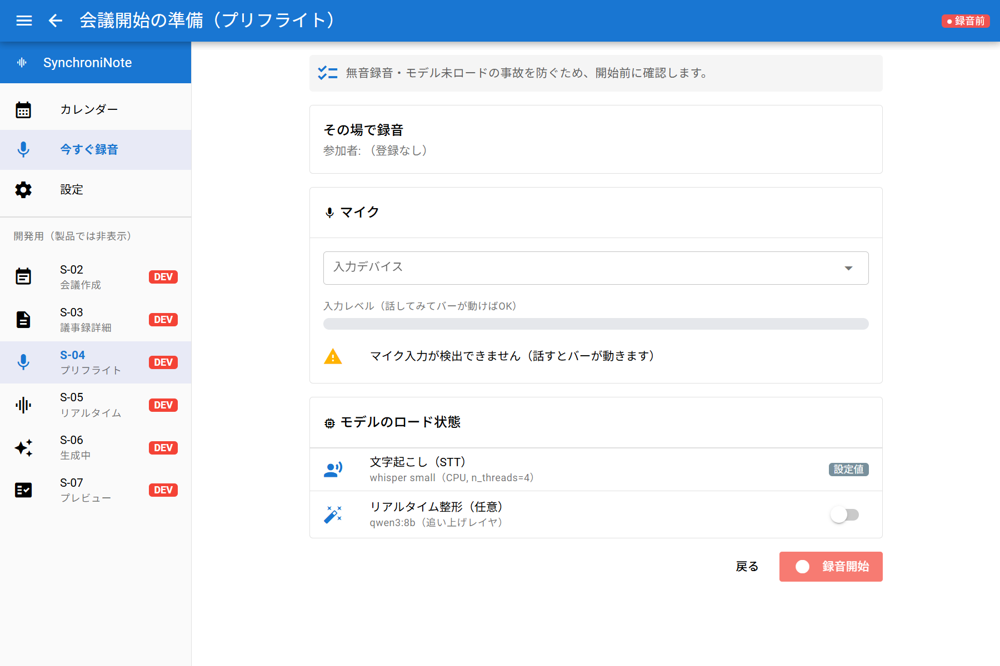 会議開始の準備（プリフライト）
録音前
SynchroniNote
カレンダー
今すぐ録音
設定
開発用（製品では非表示）
S-02
会議作成
DEV
S-03
議事録詳細
DEV
S-04
プリフライト
DEV
S-05
リアルタイム
DEV
S-06
生成中
DEV
S-07
プレビュー
DEV
無音録音・モデル未ロードの事故を防ぐため、開始前に確認します。
その場で録音
参加者: （登録なし）
マイク
入力デバイス
入力レベル（話してみてバーが動けばOK）
マイク入力が検出できません（話すとバーが動きます）
モデルのロード状態
文字起こし（STT）
whisper small（CPU, n_threads=4）
設定値
リアルタイム整形（任意）
qwen3:8b（追い上げレイヤ）
戻る
録音開始